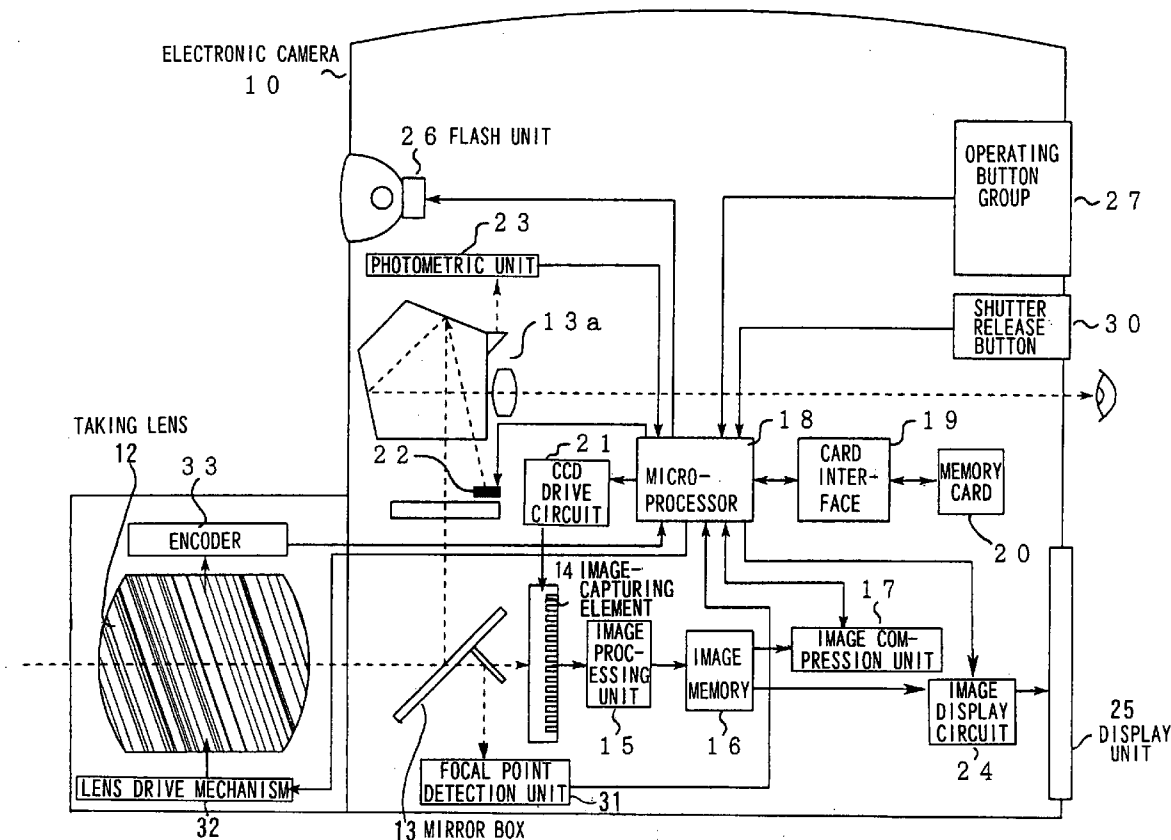 ELECTRONIC CAMERA
10
26 FLASH UNIT
OPERATING
BUTTON
GROUP
27
23
PHOTOMETRIC UNIT
13a
SHUTTER
RELEASE
BUTTON
30
TAKING LENS
12
33
22
21
CCD
DRIVE
CIRCUIT
18
MICRO-
PROCESSOR
19
CARD
INTER-
FACE
MEMORY
CARD
20
ENCODER
14 IMAGE-
CAPTURING
ELEMENT
IMAGE
PROC-
ESSING
UNIT
15
IMAGE
MEMORY
16
17
IMAGE COM-
PRESSION UNIT
IMAGE
DISPLAY
CIRCUIT
24
25
DISPLAY
UNIT
LENS DRIVE MECHANISM
32
FOCAL POINT
DETECTION UNIT
31
13 MIRROR BOX